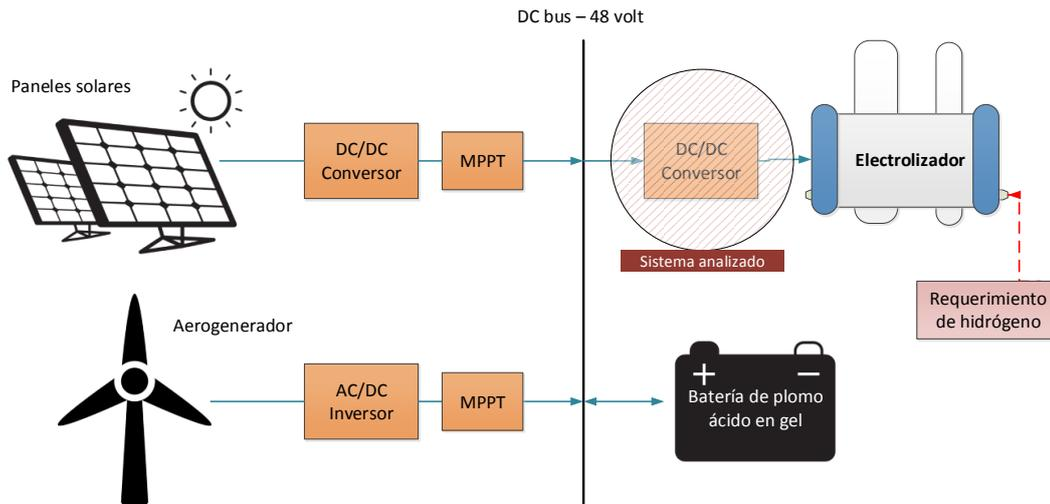 DC bus – 48 volt
Paneles solares
DC/DC
Conversor
MPPT
DC/DC
Conversor
Electrolizador
Sistema analizado
Requerimiento
de hidrógeno
Aerogenerador
AC/DC
Inversor
MPPT
+ −
Batería de plomo
ácido en gel